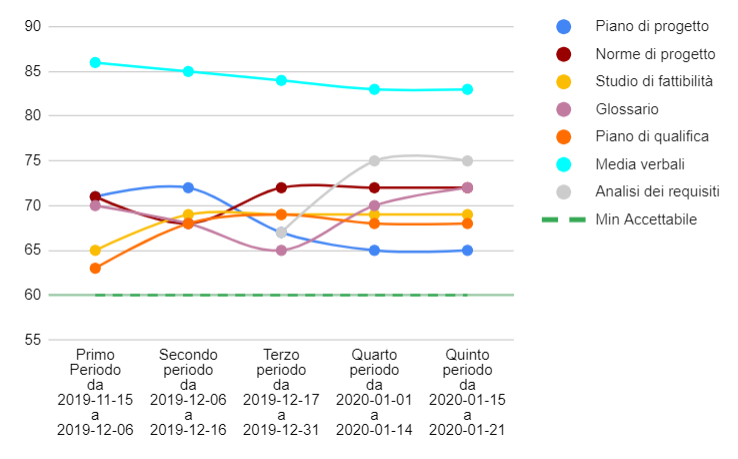 90
85
80
75
70
65
60
55
Piano di progetto
Norme di progetto
Studio di fattibilità
Glossario
Piano di qualifica
Media verbali
Analisi dei requisiti
Min Accettabile
Primo
Periodo
da
2019-11-15
a
2019-12-06
Secondo
periodo
da
2019-12-06
a
2019-12-16
Terzo
periodo
da
2019-12-17
a
2019-12-31
Quarto
periodo
da
2020-01-01
a
2020-01-14
Quinto
periodo
da
2020-01-15
a
2020-01-21